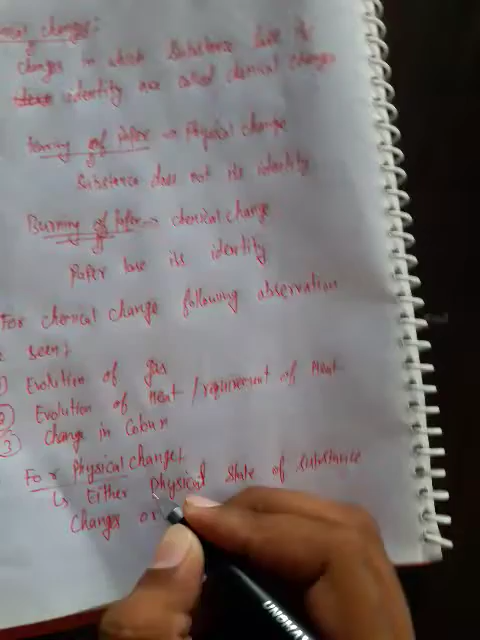 mical changes:
changes in which substance lose its
identity are called chemical changes
Tearing of Paper → Physical change
Substance does not its identity
Burning of Paper → chemical change
Paper lose its identity
For chemical change following observation
seen:
1) Evolution of gas
2 Evolution of Heat / requirement of Heat
3 change in Colour
For Physical change:
↳ Either physical state of substance
Changes or
UNOMAX